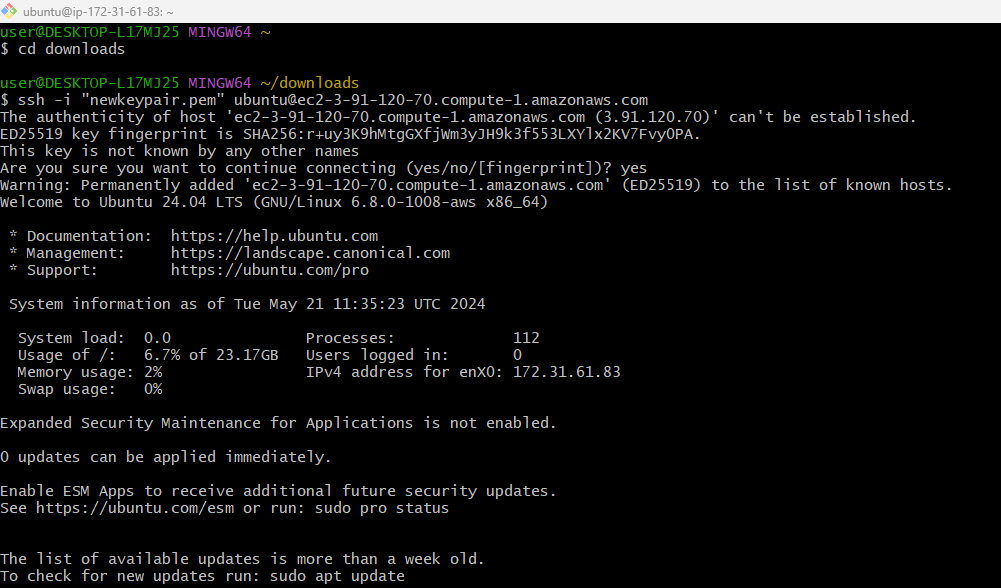 ubuntu@ip-172-31-61-83: ~
user@DESKTOP-L17MJ25 MINGW64 ~
$ cd downloads
user@DESKTOP-L17MJ25 MINGW64 ~/downloads
$ ssh -i "newkeypair.pem" ubuntu@ec2-3-91-120-70.compute-1.amazonaws.com
The authenticity of host 'ec2-3-91-120-70.compute-1.amazonaws.com (3.91.120.70)' can't be established.
ED25519 key fingerprint is SHA256:r+uy3K9hMtgGXfjWm3yJH9k3f553LXYlx2KV7FvyOPA.
This key is not known by any other names
Are you sure you want to continue connecting (yes/no/[fingerprint])? yes
Warning: Permanently added 'ec2-3-91-120-70.compute-1.amazonaws.com' (ED25519) to the list of known hosts.
Welcome to Ubuntu 24.04 LTS (GNU/Linux 6.8.0-1008-aws x86_64)
* Documentation:  https://help.ubuntu.com
* Management:     https://landscape.canonical.com
* Support:        https://ubuntu.com/pro
System information as of Tue May 21 11:35:23 UTC 2024
System load:  0.0               Processes:             112
Usage of /:   6.7% of 23.17GB   Users logged in:       0
Memory usage: 2%                IPv4 address for enX0: 172.31.61.83
Swap usage:   0%
Expanded Security Maintenance for Applications is not enabled.
0 updates can be applied immediately.
Enable ESM Apps to receive additional future security updates.
See https://ubuntu.com/esm or run: sudo pro status
The list of available updates is more than a week old.
To check for new updates run: sudo apt update